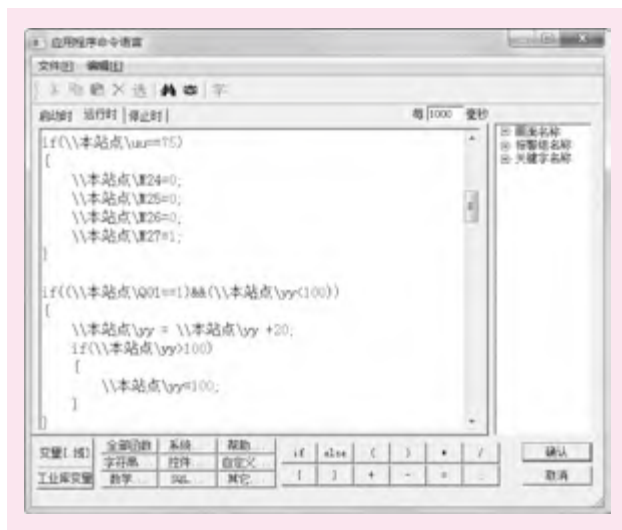 应用程序命令语言
文件[F] 编辑[E]
选 字
启动时 运行时 停止时 每 1000 毫秒
if(\\本站点\uu==75)
{
\\本站点\M24=0;
\\本站点\M25=0;
\\本站点\M26=0;
\\本站点\M27=1;
}
if((\\本站点\Q01==1)&&(\\本站点\yy<100))
{
\\本站点\yy = \\本站点\yy +20;
if(\\本站点\yy>100)
{
\\本站点\yy=100;
}
}
画面名称
报警组名称
关键字名称
变量[.域] 全部函数 系统... 帮助... if else ( ) * / 确认
字符串... 控件... 自定义...
工业库变量 数学... SQL... 其它... { } + - = 取消